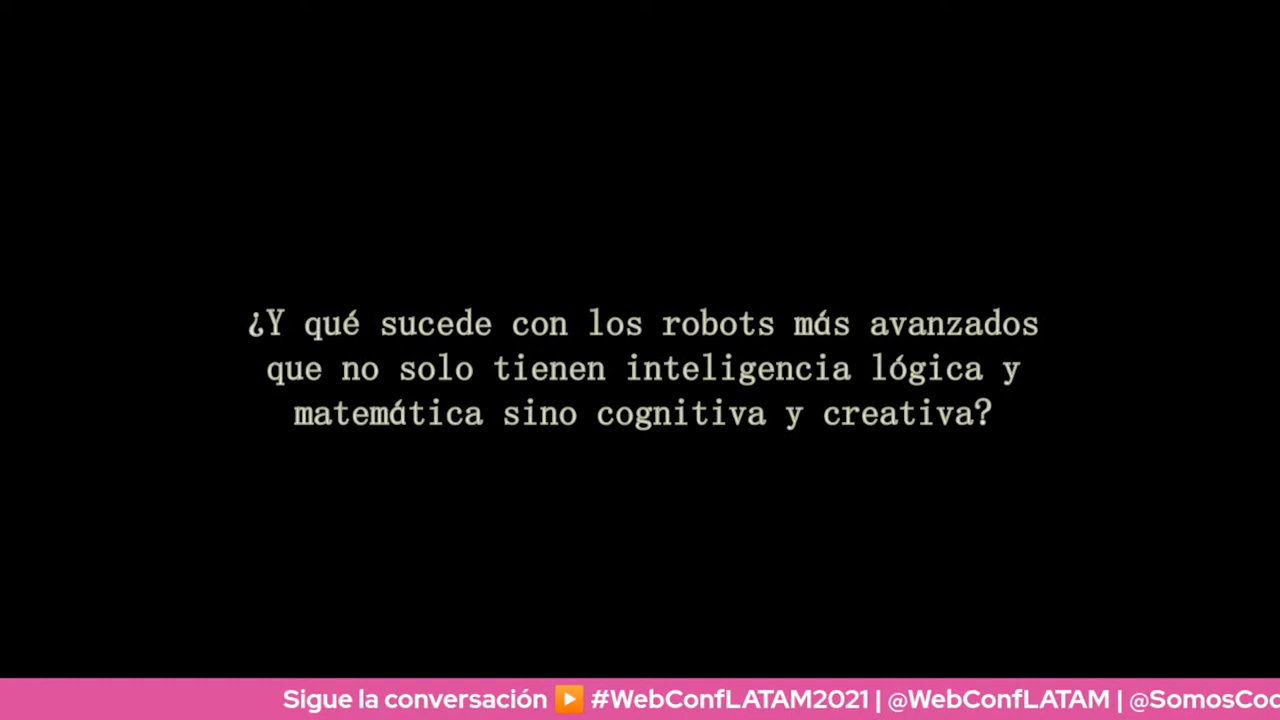 ¿Y qué sucede con los robots más avanzados
que no solo tienen inteligencia lógica y
matemática sino cognitiva y creativa?
Sigue la conversación ▶️ #WebConfLATAM2021 | @WebConfLATAM | @SomosCod